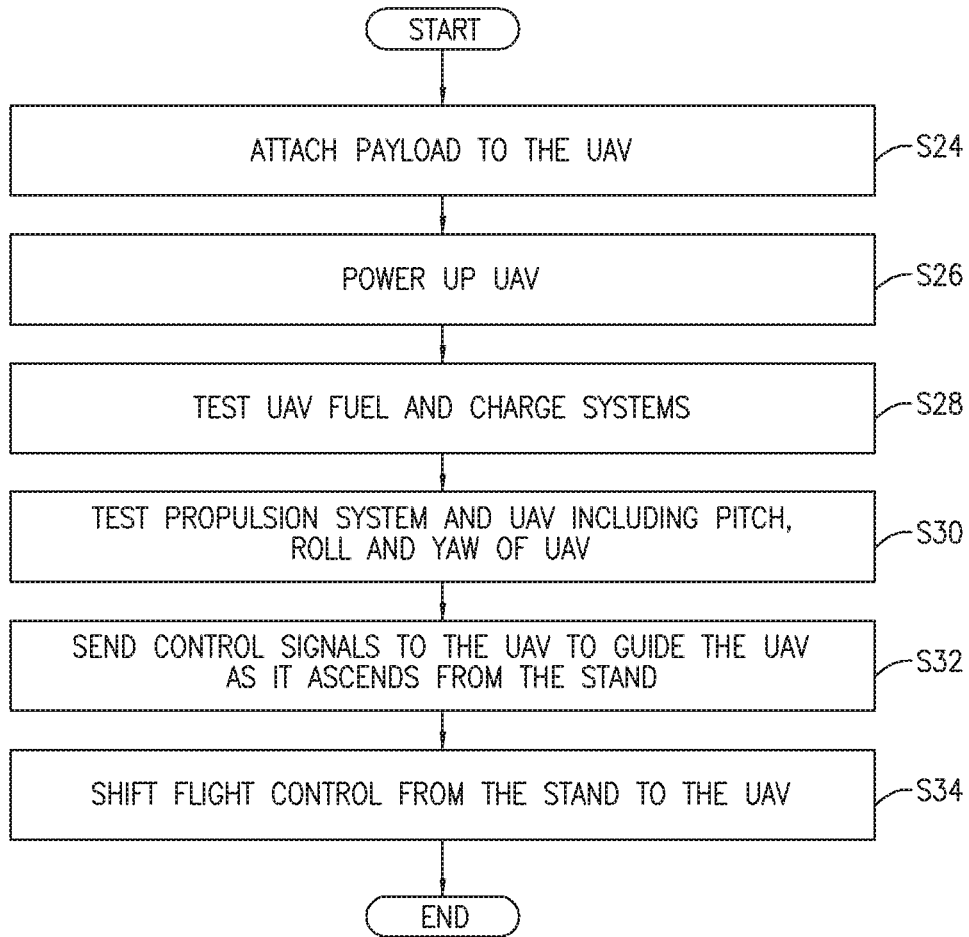 START
ATTACH PAYLOAD TO THE UAV
S24
POWER UP UAV
S26
TEST UAV FUEL AND CHARGE SYSTEMS
S28
TEST PROPULSION SYSTEM AND UAV INCLUDING PITCH,
ROLL AND YAW OF UAV
S30
SEND CONTROL SIGNALS TO THE UAV TO GUIDE THE UAV
AS IT ASCENDS FROM THE STAND
S32
SHIFT FLIGHT CONTROL FROM THE STAND TO THE UAV
S34
END